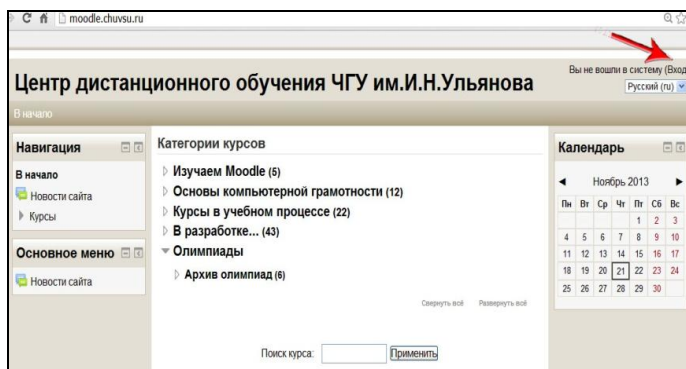 moodle.chuvsu.ru
Вы не вошли в систему (Вход
Центр дистанционного обучения ЧГУ им.И.Н.Ульянова
Русский (ru)
В начало
Навигация
В начало
Новости сайта
Курсы
Основное меню
Новости сайта
Категории курсов
Изучаем Moodle (5)
Основы компьютерной грамотности (12)
Курсы в учебном процессе (22)
В разработке... (43)
Олимпиады
Архив олимпиад (6)
Свернуть всё Развернуть всё
Поиск курса: Применить
Календарь
Ноябрь 2013
Пн Вт Ср Чт Пт Сб Вс
1 2 3
4 5 6 7 8 9 10
11 12 13 14 15 16 17
18 19 20 21 22 23 24
25 26 27 28 29 30